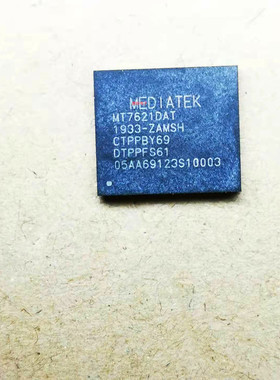 MEDIATEK
MT7621DAT
1933-ZAMSH
CTPPBY69
DTPPFS61
05AA69123S10003